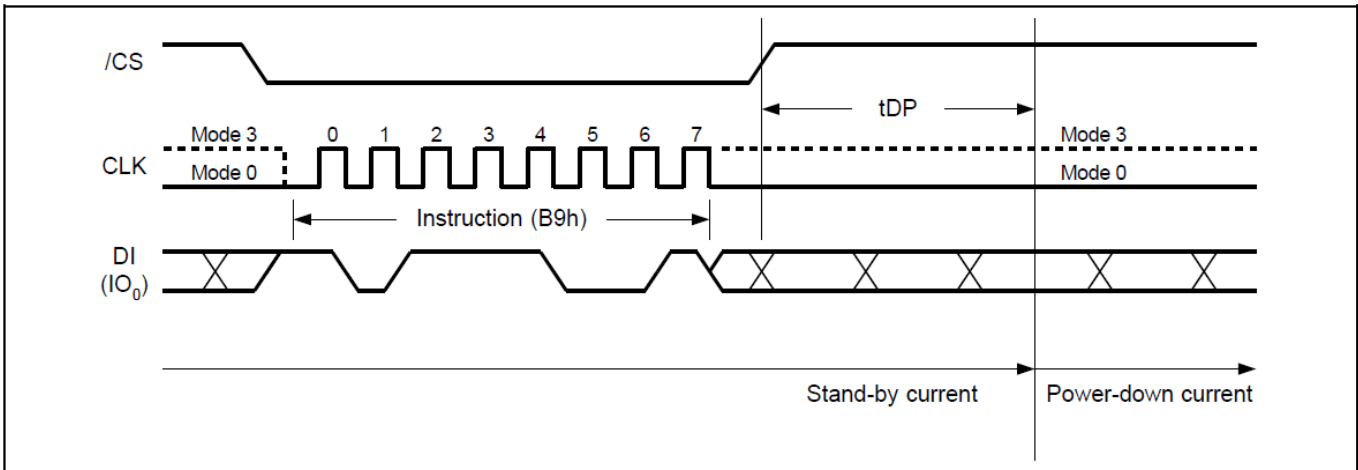 /CS
tDP
Mode 3 0 1 2 3 4 5 6 7 Mode 3
CLK
Mode 0 Mode 0
Instruction (B9h)
DI
(IO₀)
Stand-by current Power-down current